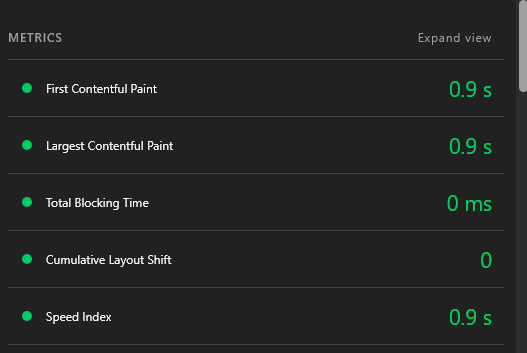 METRICS Expand view
First Contentful Paint 0.9 s
Largest Contentful Paint 0.9 s
Total Blocking Time 0 ms
Cumulative Layout Shift 0
Speed Index 0.9 s